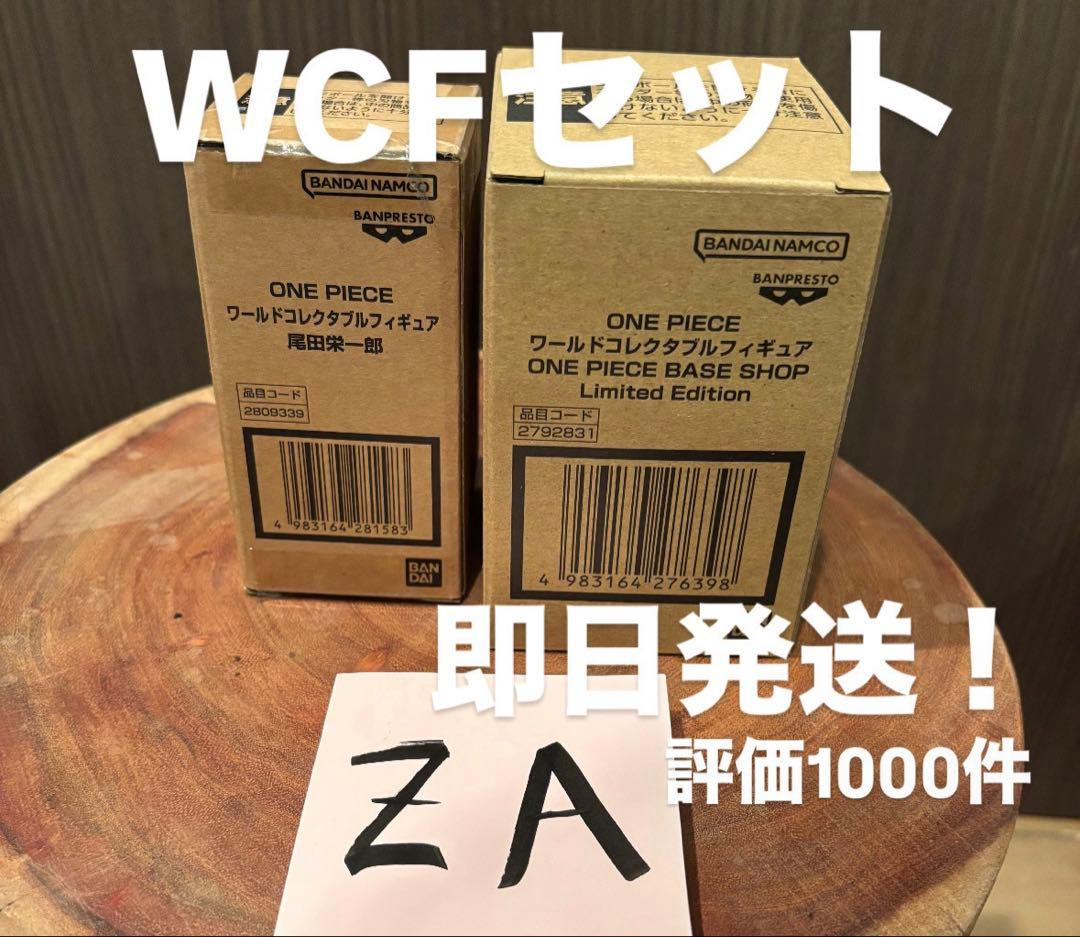 WCFセット
BANDAI NAMCO
BANPRESTO
ONE PIECE
ワールドコレクタブルフィギュア
尾田栄一郎
品目コード
2809339
4 983164 281583
BAN
DAI
BANDAI NAMCO
BANPRESTO
ONE PIECE
ワールドコレクタブルフィギュア
ONE PIECE BASE SHOP
Limited Edition
品目コード
2792831
4 983164 276398
即日発送！
評価1000件
ZA